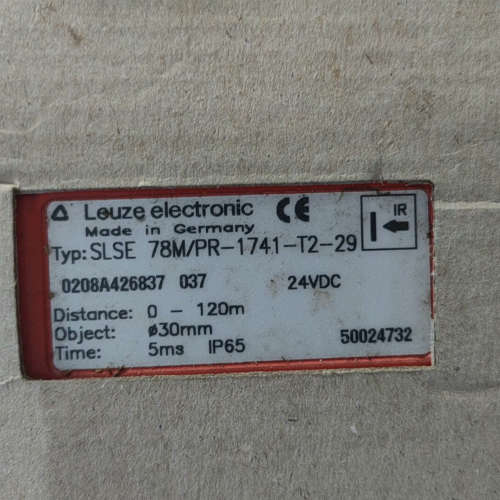 Leuze electronic CE
Made in Germany
IR
Typ: SLSE 78M/PR-1741-T2-29
0208A426837 037 24VDC
Distance: 0 - 120m
Object: ø30mm
Time: 5ms IP65
50024732